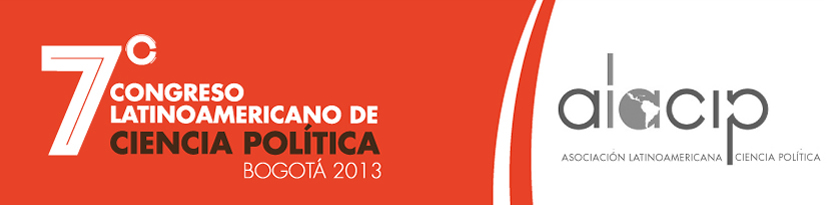 7°
CONGRESO
LATINOAMERICANO DE
CIENCIA POLÍTICA
BOGOTÁ 2013
alacip
ASOCIACIÓN LATINOAMERICANA CIENCIA POLÍTICA